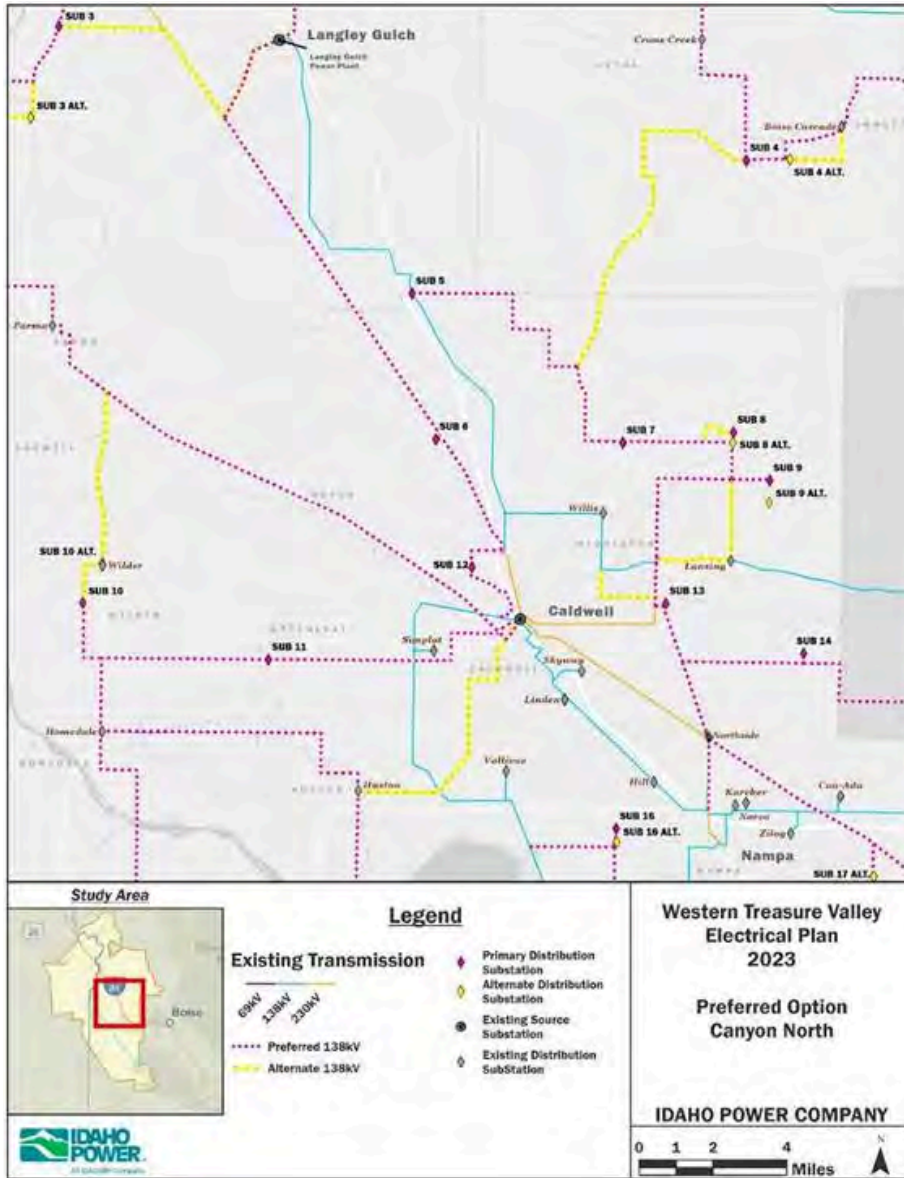 SUB 3
Langley Gulch
Langley Gulch
Power Plant
Crane Creek
SUB 3 ALT.
Boise Cascade
SUB 4
SUB 4 ALT.
SUB 5
Parma
SUB 6
SUB 7
SUB 8
SUB 8 ALT.
SUB 9
SUB 9 ALT.
Willis
SUB 10 ALT.
Wilder
SUB 12
Lansing
SUB 10
SUB 13
Caldwell
SUB 11
Simplot
SUB 14
Skyway
Linden
Homedale
Northside
Huston
Vallivue
Hill
Karcher
Con-Ada
SUB 16
SUB 16 ALT.
Zilog
Nampa
SUB 17 ALT.
Study Area
Boise
Legend
Existing Transmission
69kV
138kV
230kV
Preferred 138kV
Alternate 138kV
Primary Distribution
Substation
Alternate Distribution
Substation
Existing Source
Substation
Existing Distribution
SubStation
Western Treasure Valley
Electrical Plan
2023
Preferred Option
Canyon North
IDAHO POWER COMPANY
0 1 2 4
Miles
N
IDAHO
POWER
An IDACORP Company